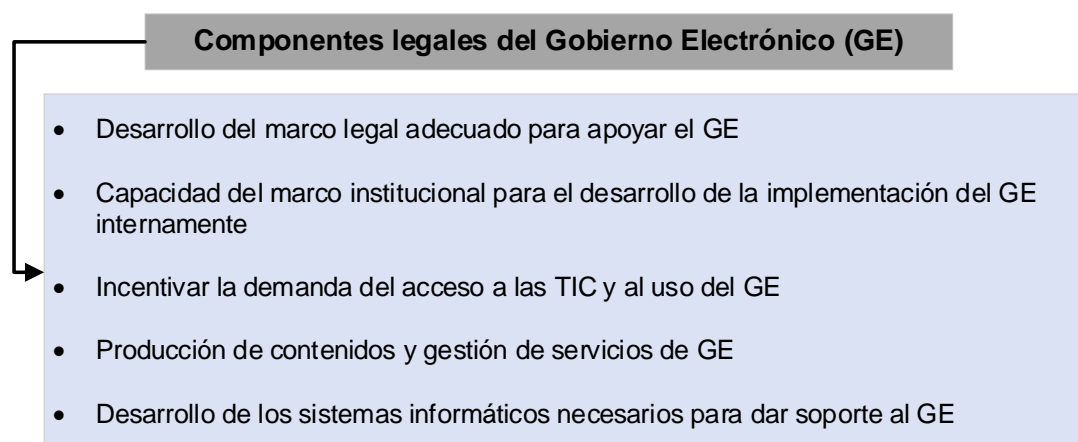 Componentes legales del Gobierno Electrónico (GE)
• Desarrollo del marco legal adecuado para apoyar el GE
• Capacidad del marco institucional para el desarrollo de la implementación del GE
internamente
• Incentivar la demanda del acceso a las TIC y al uso del GE
• Producción de contenidos y gestión de servicios de GE
• Desarrollo de los sistemas informáticos necesarios para dar soporte al GE